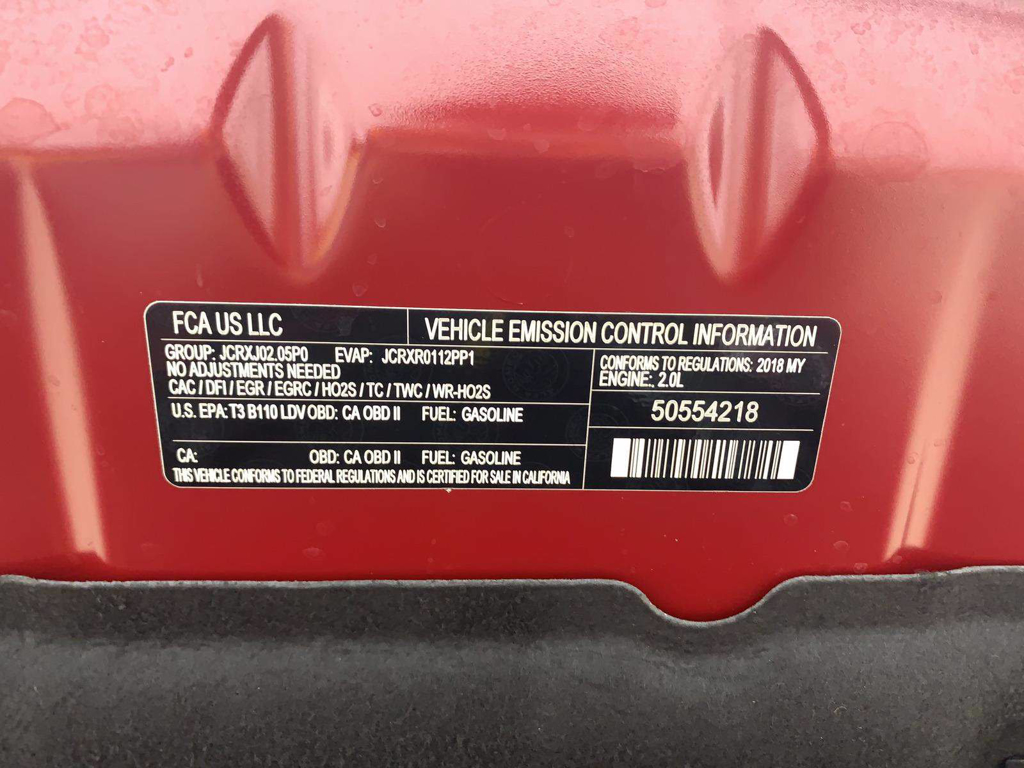 FCA US LLC
VEHICLE EMISSION CONTROL INFORMATION
GROUP: JCRXJ02.05P0 EVAP: JCRXR0112PP1
NO ADJUSTMENTS NEEDED
CAC / DFI / EGR / EGRC / HO2S / TC / TWC / WR-HO2S
U.S. EPA: T3 B110 LDV OBD: CA OBD II FUEL: GASOLINE
CA: OBD: CA OBD II FUEL: GASOLINE
THIS VEHICLE CONFORMS TO FEDERAL REGULATIONS AND IS CERTIFIED FOR SALE IN CALIFORNIA
CONFORMS TO REGULATIONS: 2018 MY
ENGINE: 2.0L
50554218